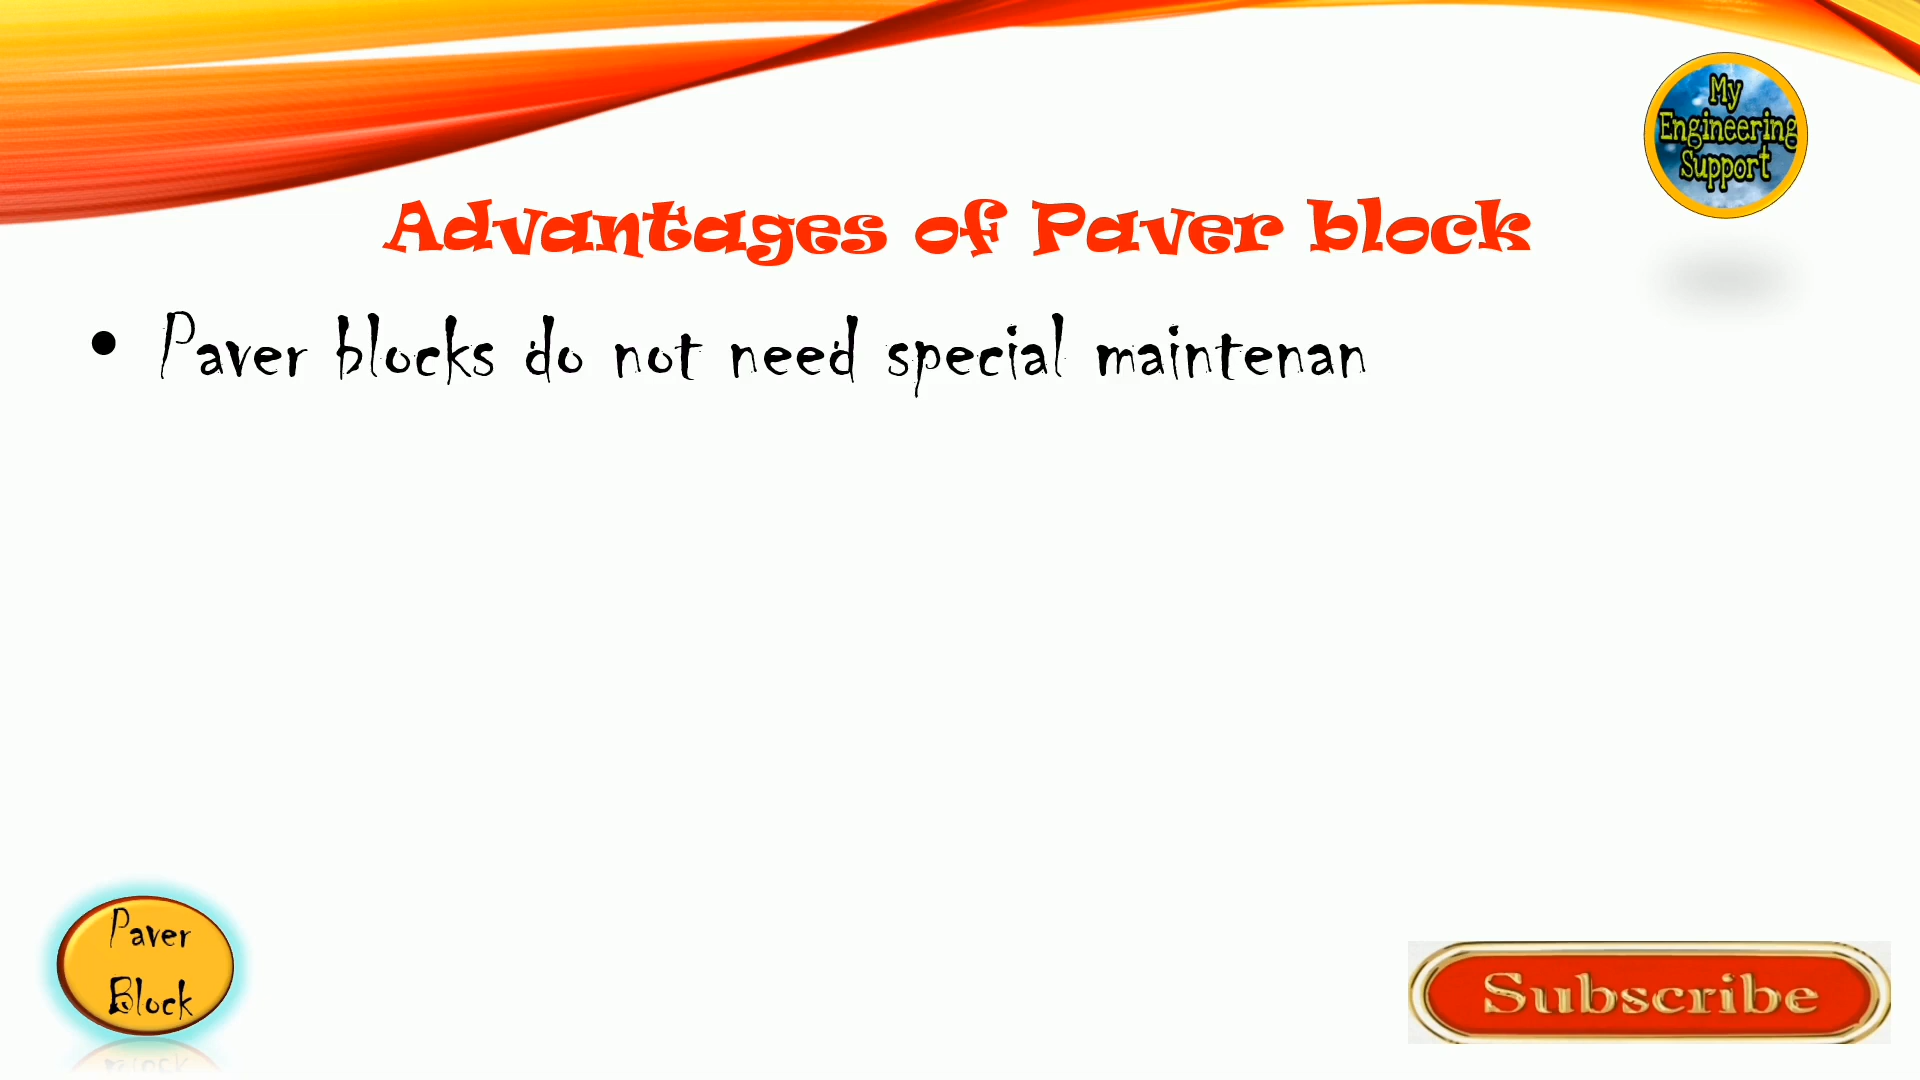 My
Engineering
Support
Advantages of Paver block
• Paver blocks do not need special maintenan
Paver
Block
Subscribe